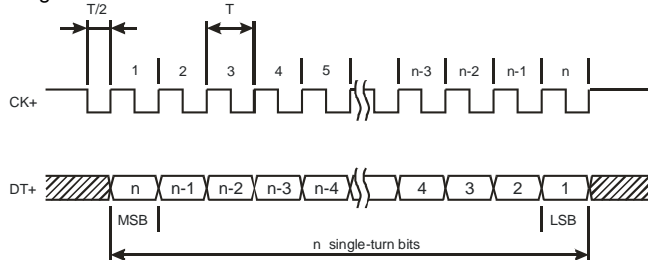 T/2 T
1 2 3 4 5 n-3 n-2 n-1 n
CK+
DT+ n n-1 n-2 n-3 n-4 4 3 2 1
MSB LSB
n single-turn bits